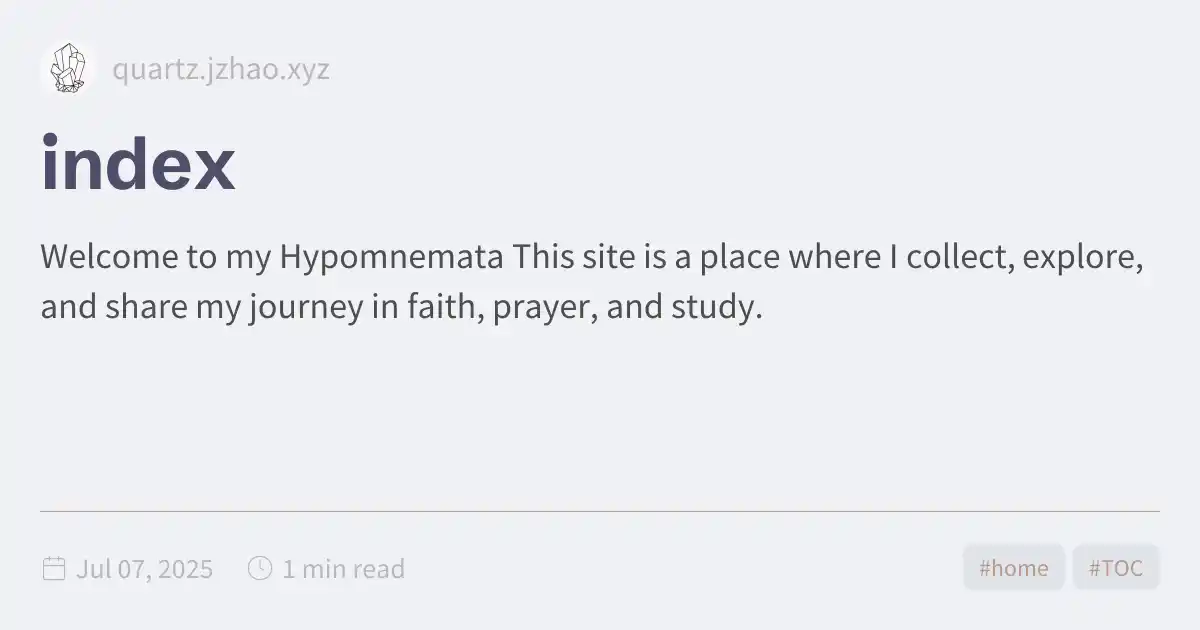 quartz.jzhao.xyz
index
Welcome to my Hypomnemata This site is a place where I collect, explore,
and share my journey in faith, prayer, and study.
Jul 07, 2025 1 min read #home #TOC